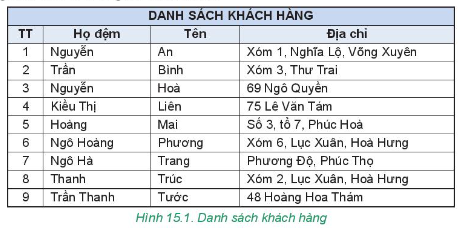 DANH SÁCH KHÁCH HÀNG
TT Họ đệm Tên Địa chỉ
1 Nguyễn An Xóm 1, Nghĩa Lộ, Võng Xuyên
2 Trần Bình Xóm 3, Thư Trai
3 Nguyễn Hoà 69 Ngô Quyền
4 Kiều Thị Liên 75 Lê Văn Tám
5 Hoàng Mai Số 3, tổ 7, Phúc Hoà
6 Ngô Hoàng Phương Xóm 6, Lục Xuân, Hoà Hưng
7 Ngô Hà Trang Phương Độ, Phúc Thọ
8 Thanh Trúc Xóm 2, Lục Xuân, Hoà Hưng
9 Trần Thanh Tước 48 Hoàng Hoa Thám
Hình 15.1. Danh sách khách hàng